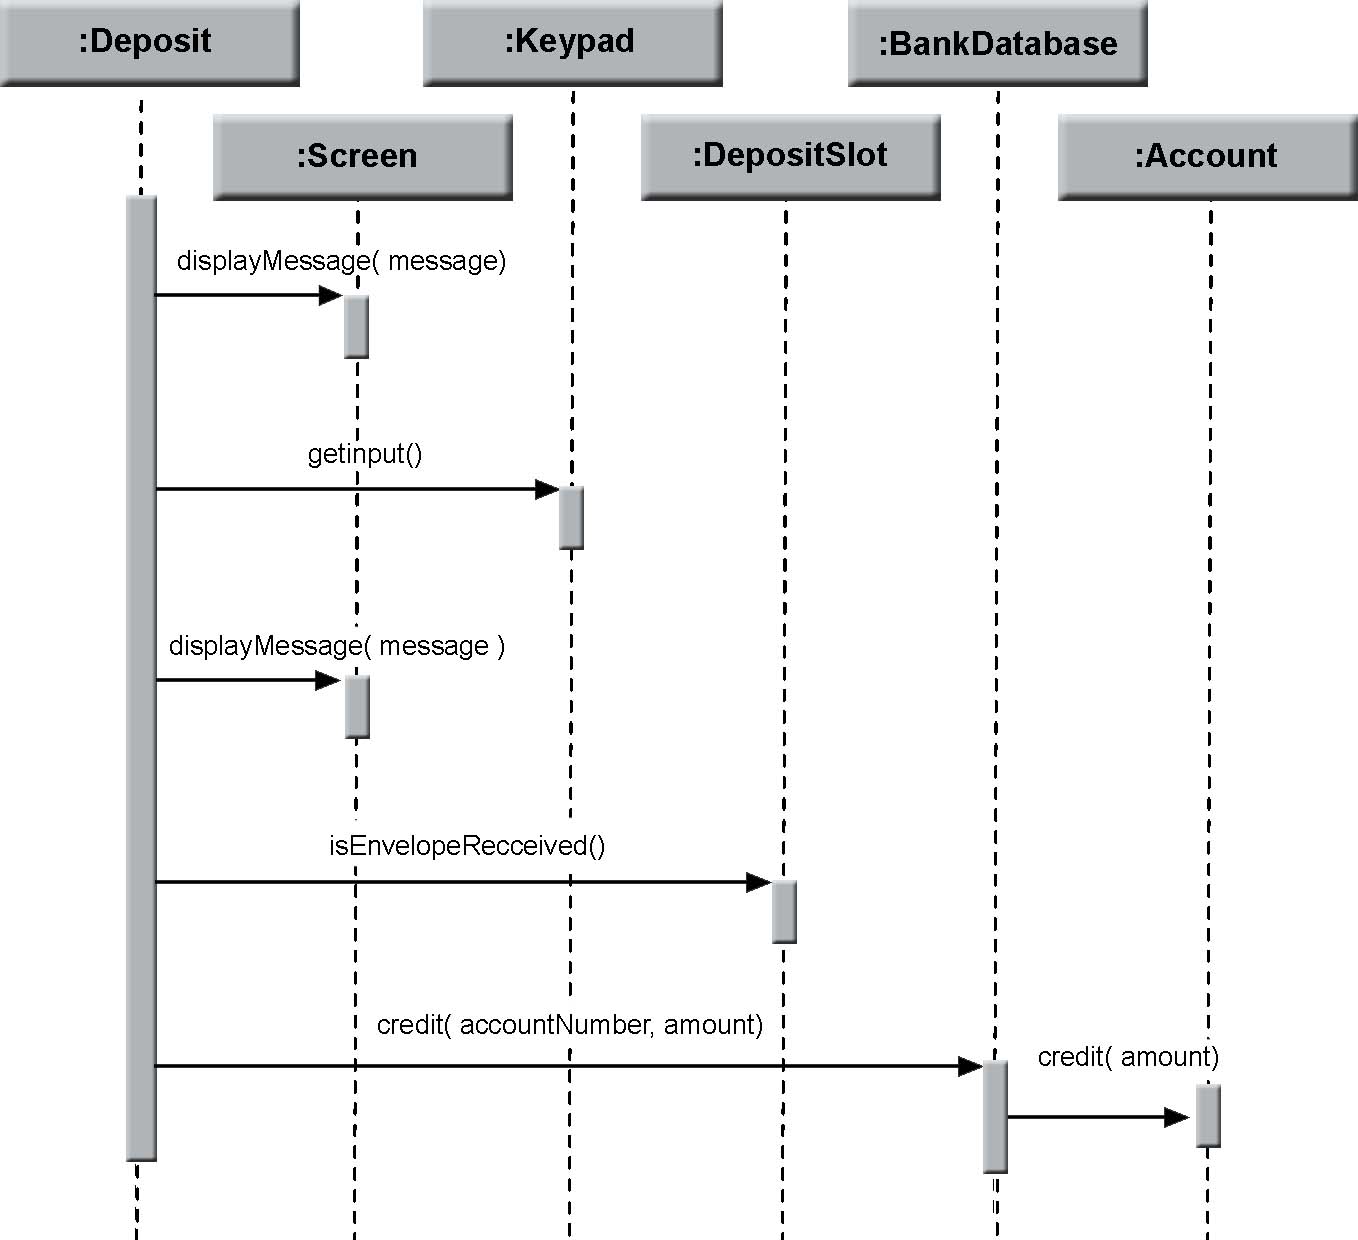 :Deposit
:Keypad
:BankDatabase
:Screen
:DepositSlot
:Account
displayMessage( message)
getinput()
displayMessage( message )
isEnvelopeRecceived()
credit( accountNumber, amount)
credit( amount)